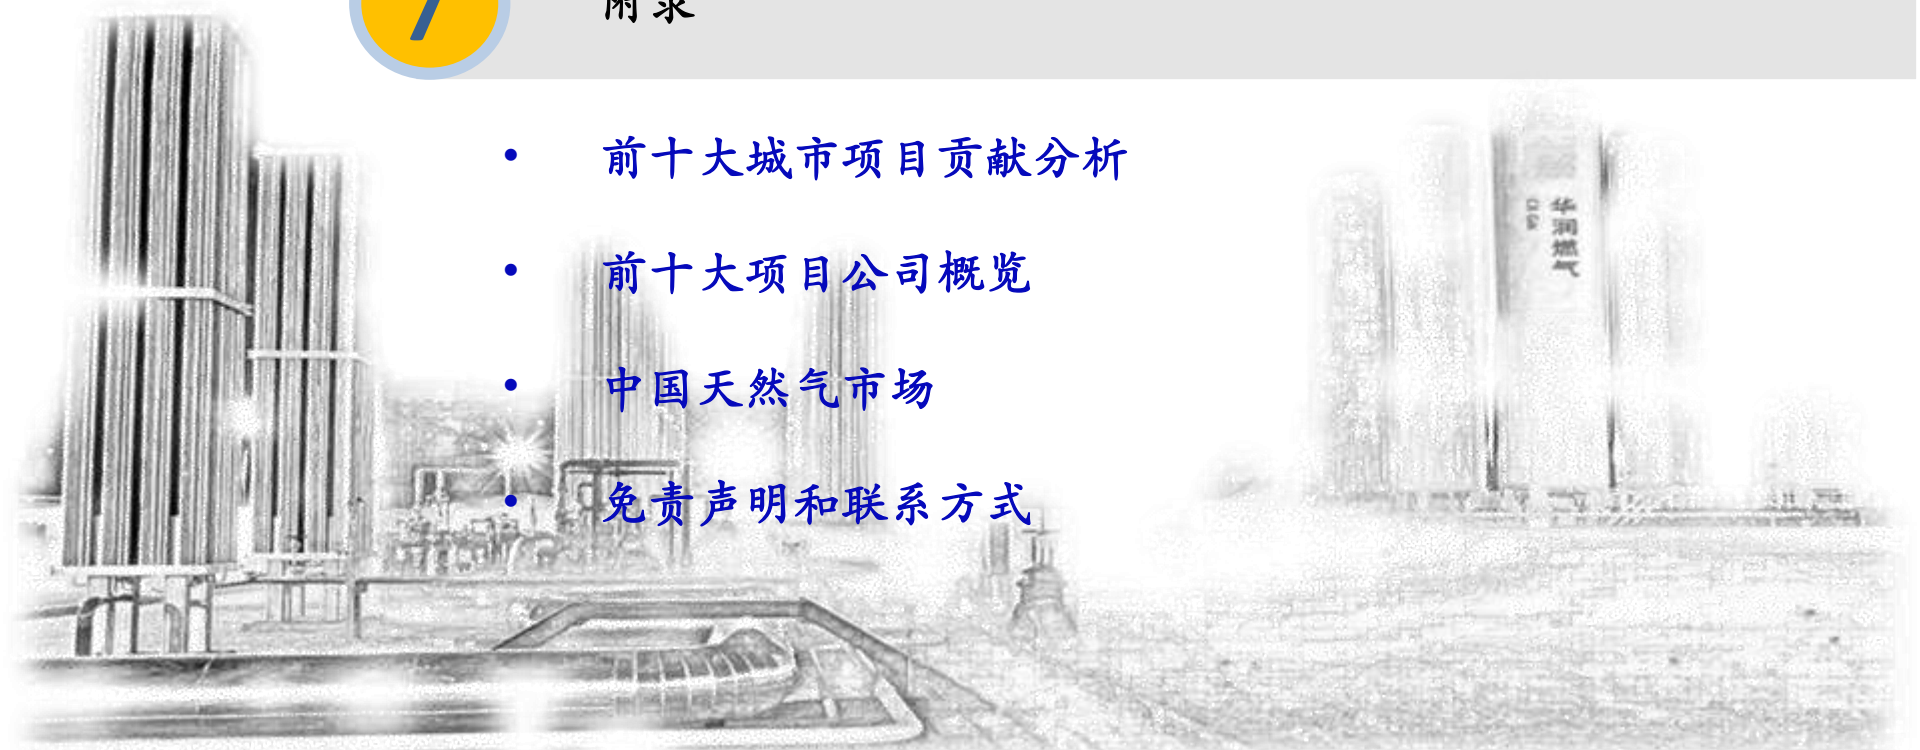 7
附录
• 前十大城市项目贡献分析
• 前十大项目公司概览
• 中国天然气市场
• 免责声明和联系方式
华润燃气